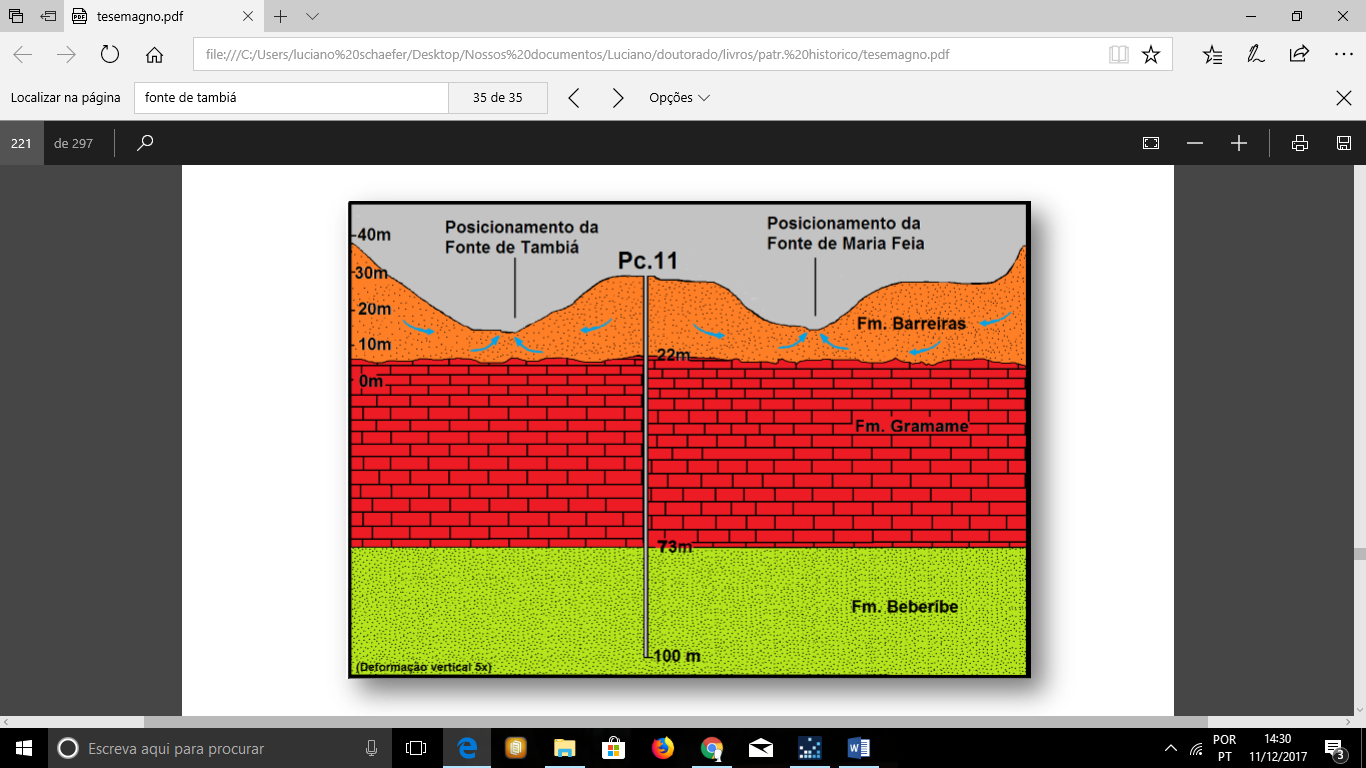 tesemagno.pdf
file:///C:/Users/luciano%20schaefer/Desktop/Nossos%20documentos/Luciano/doutorado/livros/patr.%20historico/tesemagno.pdf
Localizar na página
fonte de tambiá
35 de 35
Opções
221
de 297
Posicionamento da
Fonte de Tambiá
Posicionamento da
Fonte de Maria Feia
Pc.11
40m
30m
20m
10m
0m
Fm. Barreiras
22m
Fm. Gramame
73m
Fm. Beberibe
100 m
(Deformação vertical 5x)
Escreva aqui para procurar
POR
PT
14:30
11/12/2017
3